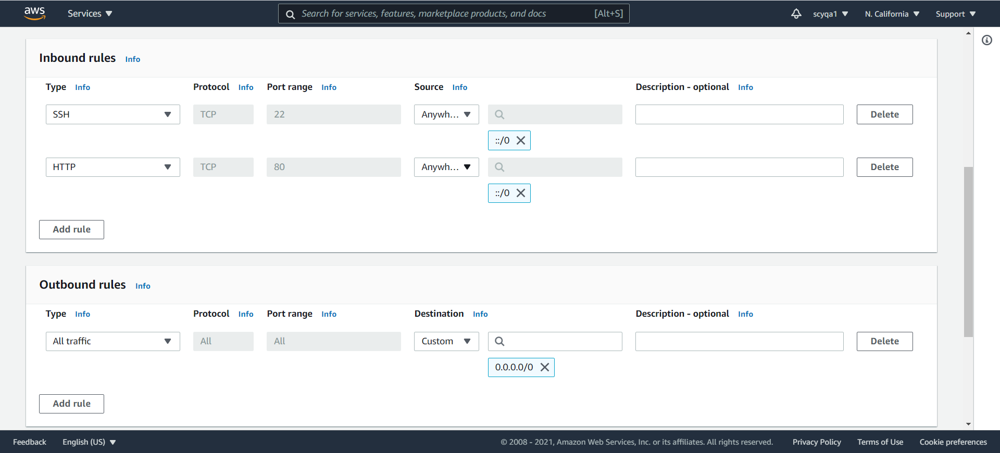 aws Services Search for services, features, marketplace products, and docs [Alt+S] scyqa1 N. California Support
Inbound rules Info
Type Info Protocol Info Port range Info Source Info Description - optional Info
SSH TCP 22 Anywh... Delete
::/0
HTTP TCP 80 Anywh... Delete
::/0
Add rule
Outbound rules Info
Type Info Protocol Info Port range Info Destination Info Description - optional Info
All traffic All All Custom Delete
0.0.0.0/0
Add rule
Feedback English (US) © 2008 - 2021, Amazon Web Services, Inc. or its affiliates. All rights reserved. Privacy Policy Terms of Use Cookie preferences